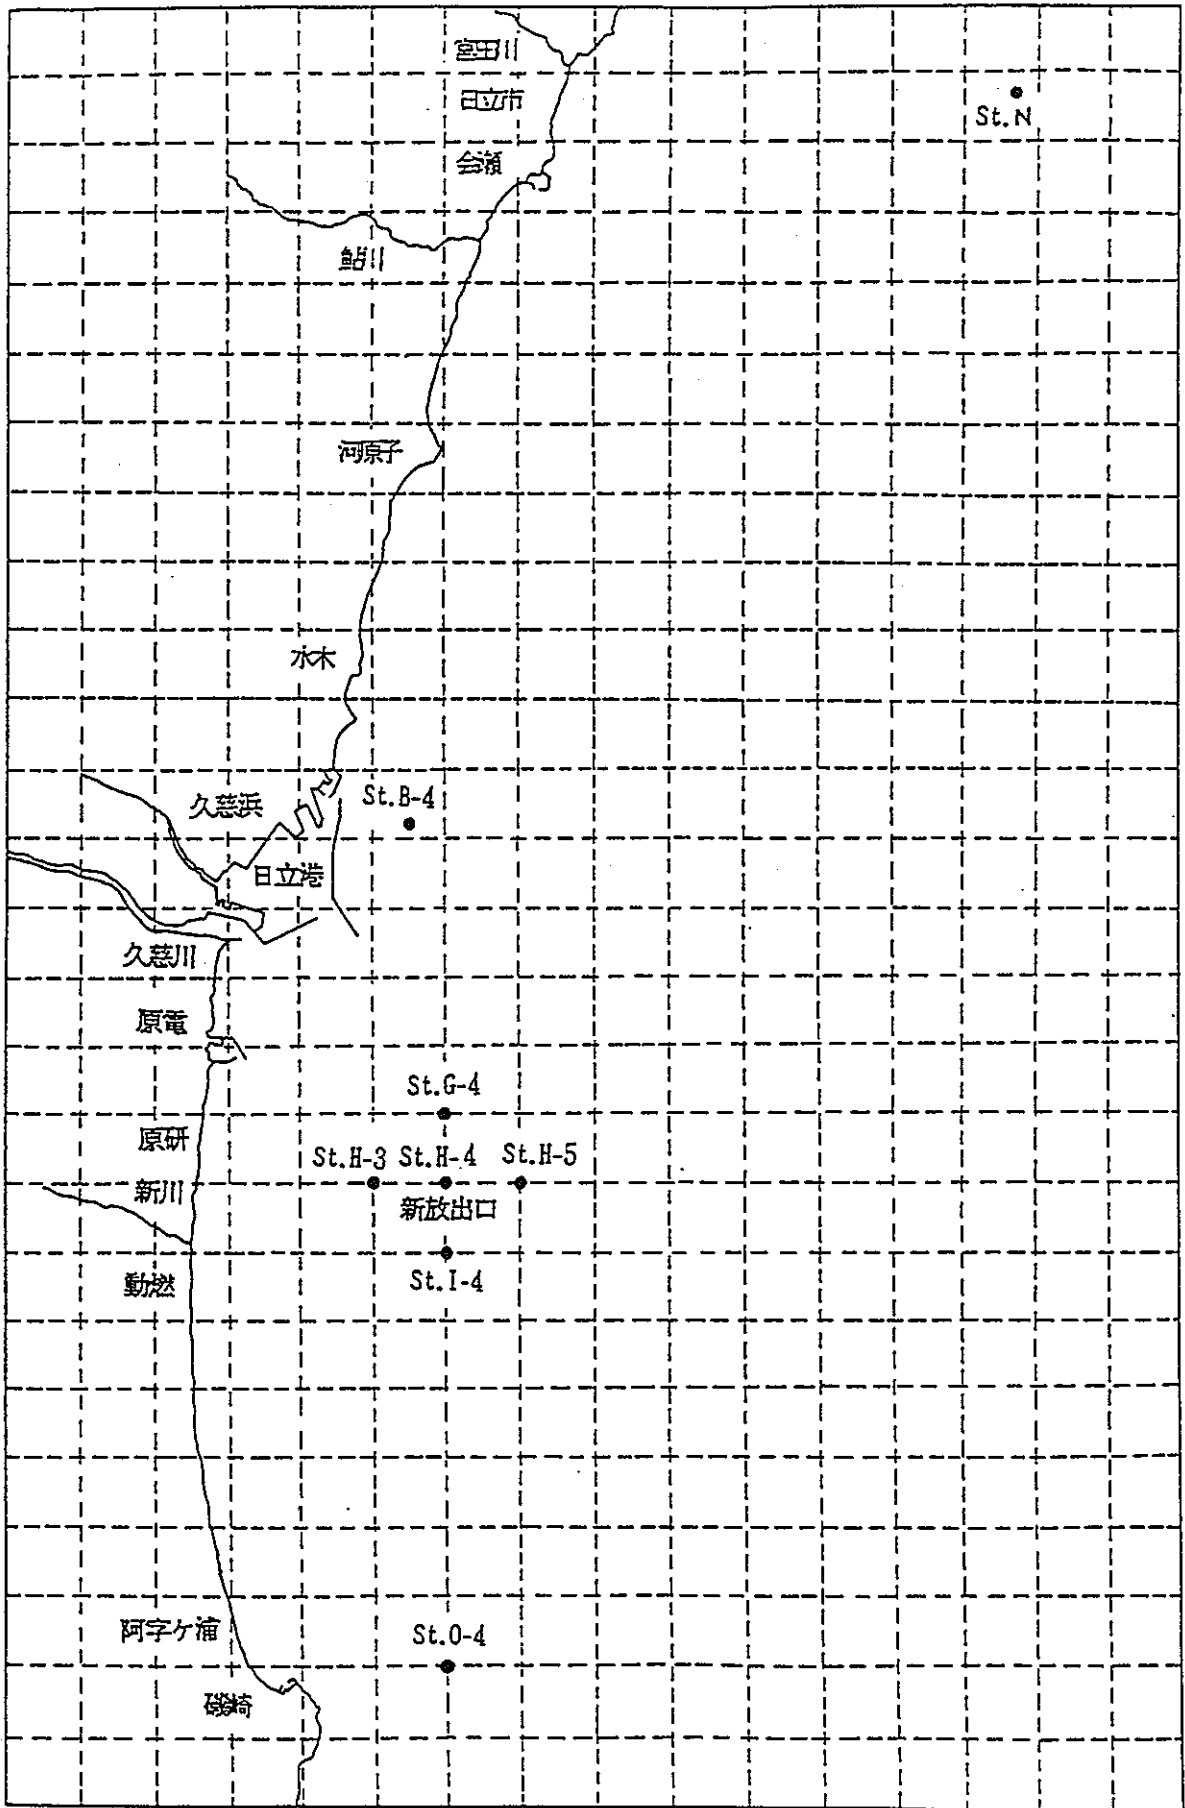 宮田川
日立市
St.N
会瀬
鮎川
河原子
水木
久慈浜
St.B-4
日立港
久慈川
原電
St.G-4
原研
St.H-3 St.H-4 St.H-5
新川
新放出口
動燃
St.I-4
阿字ケ浦
St.O-4
磯崎